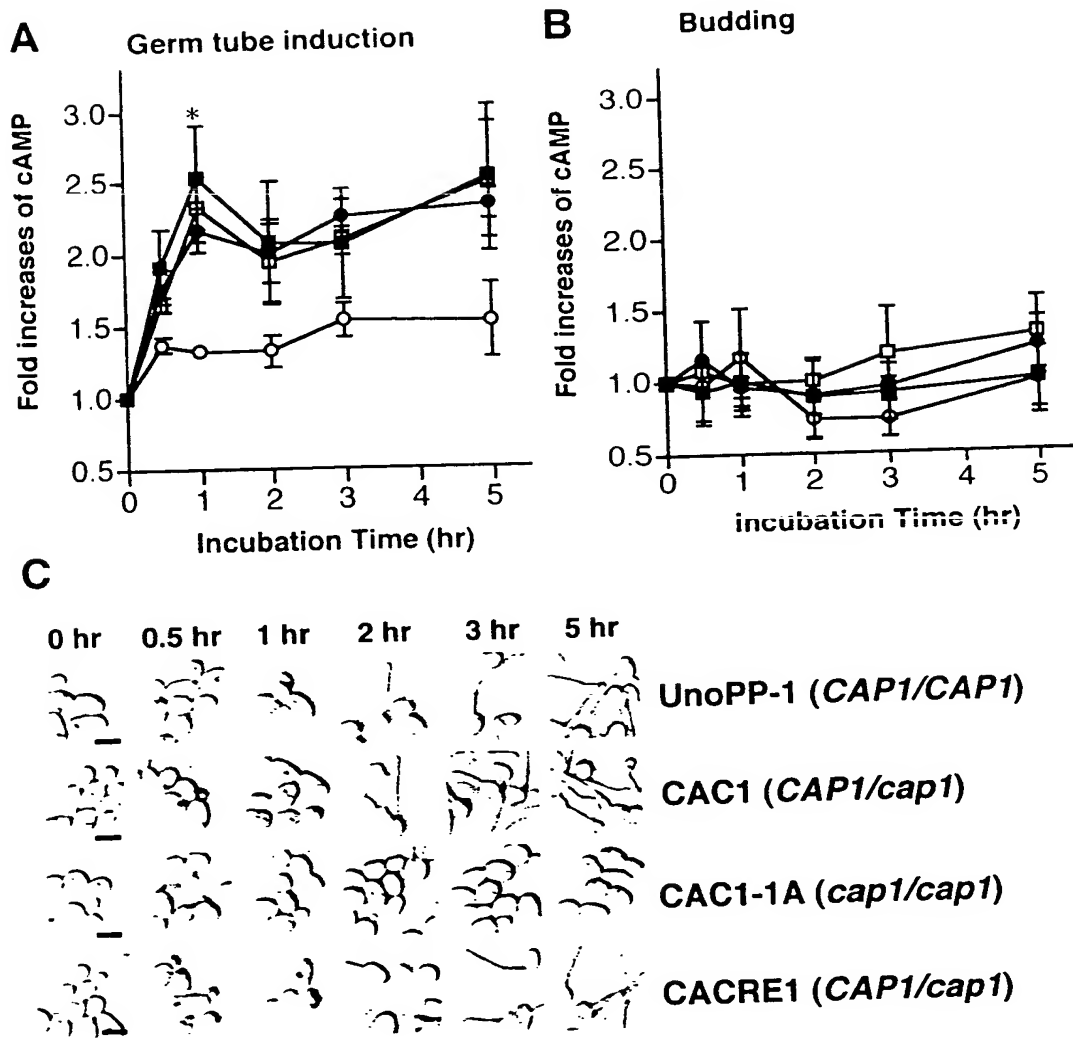 A Germ tube induction
Fold increases of cAMP
3.0
2.5
2.0
1.5
1.0
0.5
*
0 1 2 3 4 5
Incubation Time (hr)
B Budding
Fold increases of cAMP
3.0
2.5
2.0
1.5
1.0
0.5
0 1 2 3 4 5
Incubation Time (hr)
C
0 hr 0.5 hr 1 hr 2 hr 3 hr 5 hr
UnoPP-1 (CAP1/CAP1)
CAC1 (CAP1/cap1)
CAC1-1A (cap1/cap1)
CACRE1 (CAP1/cap1)